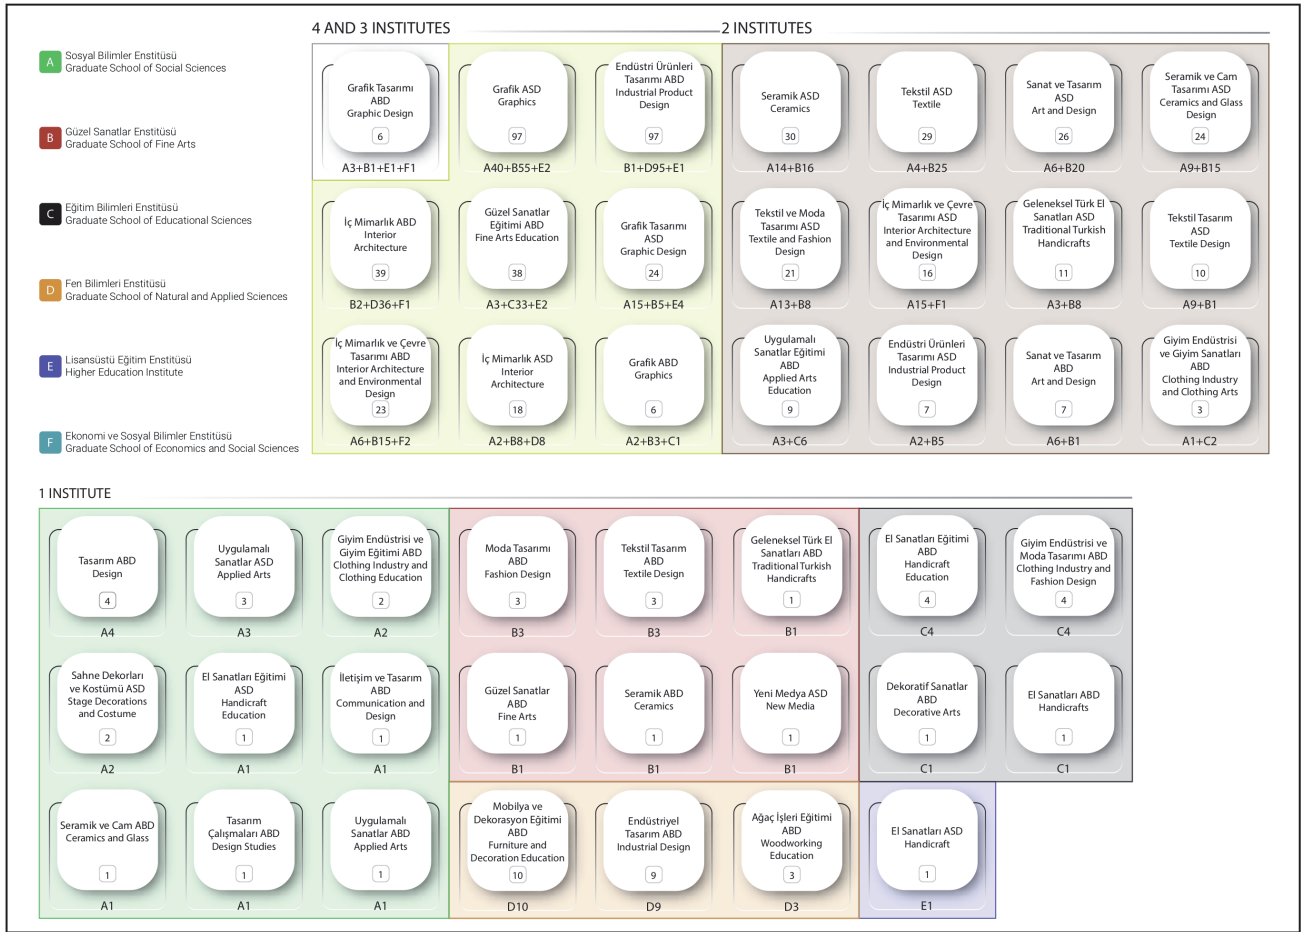 4 AND 3 INSTITUTES
2 INSTITUTES
A
Sosyal Bilimler Enstitüsü
Graduate School of Social Sciences
B
Güzel Sanatlar Enstitüsü
Graduate School of Fine Arts
C
Eğitim Bilimleri Enstitüsü
Graduate School of Educational Sciences
D
Fen Bilimleri Enstitüsü
Graduate School of Natural and Applied Sciences
E
Lisansüstü Eğitim Enstitüsü
Higher Education Institute
F
Ekonomi ve Sosyal Bilimler Enstitüsü
Graduate School of Economics and Social Sciences
Grafik Tasarımı
ABD
Graphic Design
6
A3+B1+E1+F1
Grafik ASD
Graphics
97
A40+B55+E2
Endüstri Ürünleri
Tasarımı ABD
Industrial Product
Design
97
B1+D95+E1
Seramik ASD
Ceramics
30
A14+B16
Tekstil ASD
Textile
29
A4+B25
Sanat ve Tasarım
ASD
Art and Design
26
A6+B20
Seramik ve Cam
Tasarımı ASD
Ceramics and Glass
Design
24
A9+B15
İç Mimarlık ABD
Interior
Architecture
39
B2+D36+F1
Güzel Sanatlar
Eğitimi ABD
Fine Arts Education
38
A3+C33+E2
Grafik Tasarımı
ASD
Graphic Design
24
A15+B5+E4
Tekstil ve Moda
Tasarımı ASD
Textile and Fashion
Design
21
A13+B8
İç Mimarlık ve Çevre
Tasarımı ASD
Interior Architecture
and Environmental
Design
16
A15+F1
Geleneksel Türk El
Sanatları ASD
Traditional Turkish
Handicrafts
11
A3+B8
Tekstil Tasarım
ASD
Textile Design
10
A9+B1
İç Mimarlık ve Çevre
Tasarımı ABD
Interior Architecture
and Environmental
Design
23
A6+B15+F2
İç Mimarlık ASD
Interior
Architecture
18
A2+B8+D8
Grafik ABD
Graphics
6
A2+B3+C1
Uygulamalı
Sanatlar Eğitimi
ABD
Applied Arts
Education
9
A3+C6
Endüstri Ürünleri
Tasarımı ASD
Industrial Product
Design
7
A2+B5
Sanat ve Tasarım
ABD
Art and Design
7
A6+B1
Giyim Endüstrisi
ve Giyim Sanatları
ABD
Clothing Industry
and Clothing Arts
3
A1+C2
1 INSTITUTE
Tasarım ABD
Design
4
A4
Uygulamalı
Sanatlar ASD
Applied Arts
3
A3
Giyim Endüstrisi ve
Giyim Eğitimi ABD
Clothing Industry and
Clothing Education
2
A2
Moda Tasarımı
ABD
Fashion Design
3
B3
Tekstil Tasarım
ABD
Textile Design
3
B3
Geleneksel Türk El
Sanatları ABD
Traditional Turkish
Handicrafts
1
B1
El Sanatları Eğitimi
ABD
Handicraft
Education
4
C4
Giyim Endüstrisi ve
Moda Tasarımı ABD
Clothing Industry and
Fashion Design
4
C4
Sahne Dekorları
ve Kostümü ASD
Stage Decorations
and Costume
2
A2
El Sanatları Eğitimi
ASD
Handicraft
Education
1
A1
İletişim ve Tasarım
ABD
Communication and
Design
1
A1
Güzel Sanatlar
ABD
Fine Arts
1
B1
Seramik ABD
Ceramics
1
B1
Yeni Medya ASD
New Media
1
B1
Dekoratif Sanatlar
ABD
Decorative Arts
1
C1
El Sanatları ABD
Handicrafts
1
C1
Seramik ve Cam ABD
Ceramics and Glass
1
A1
Tasarım
Çalışmaları ABD
Design Studies
1
A1
Uygulamalı
Sanatlar ABD
Applied Arts
1
A1
Mobilya ve
Dekorasyon Eğitimi
ABD
Furniture and
Decoration Education
10
D10
Endüstriyel
Tasarım ABD
Industrial Design
9
D9
Ağaç İşleri Eğitimi
ABD
Woodworking
Education
3
D3
El Sanatları ASD
Handicraft
1
E1